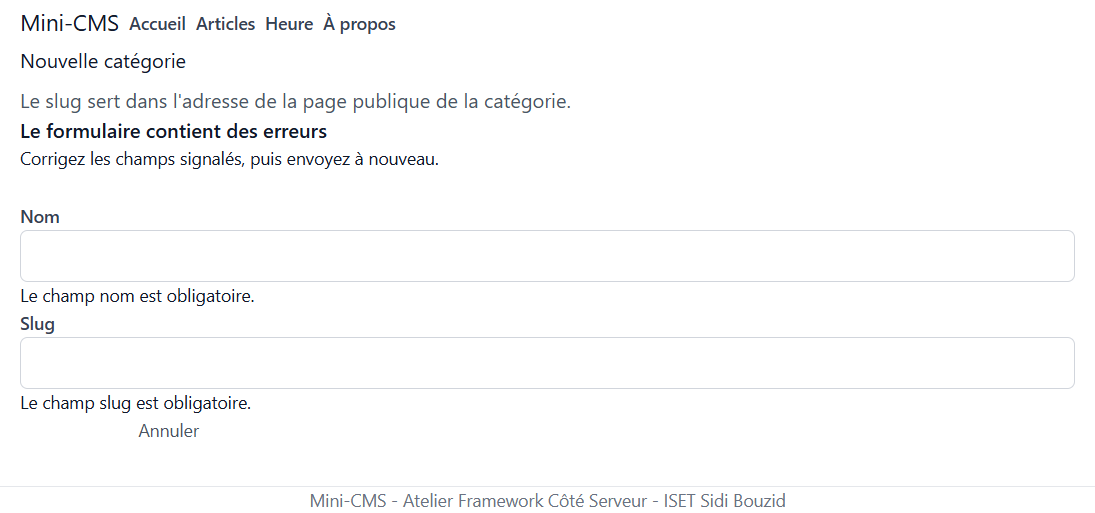 Mini-CMS Accueil Articles Heure À propos
Nouvelle catégorie
Le slug sert dans l'adresse de la page publique de la catégorie.
Le formulaire contient des erreurs
Corrigez les champs signalés, puis envoyez à nouveau.
Nom
Le champ nom est obligatoire.
Slug
Le champ slug est obligatoire.
Annuler
Mini-CMS - Atelier Framework Côté Serveur - ISET Sidi Bouzid